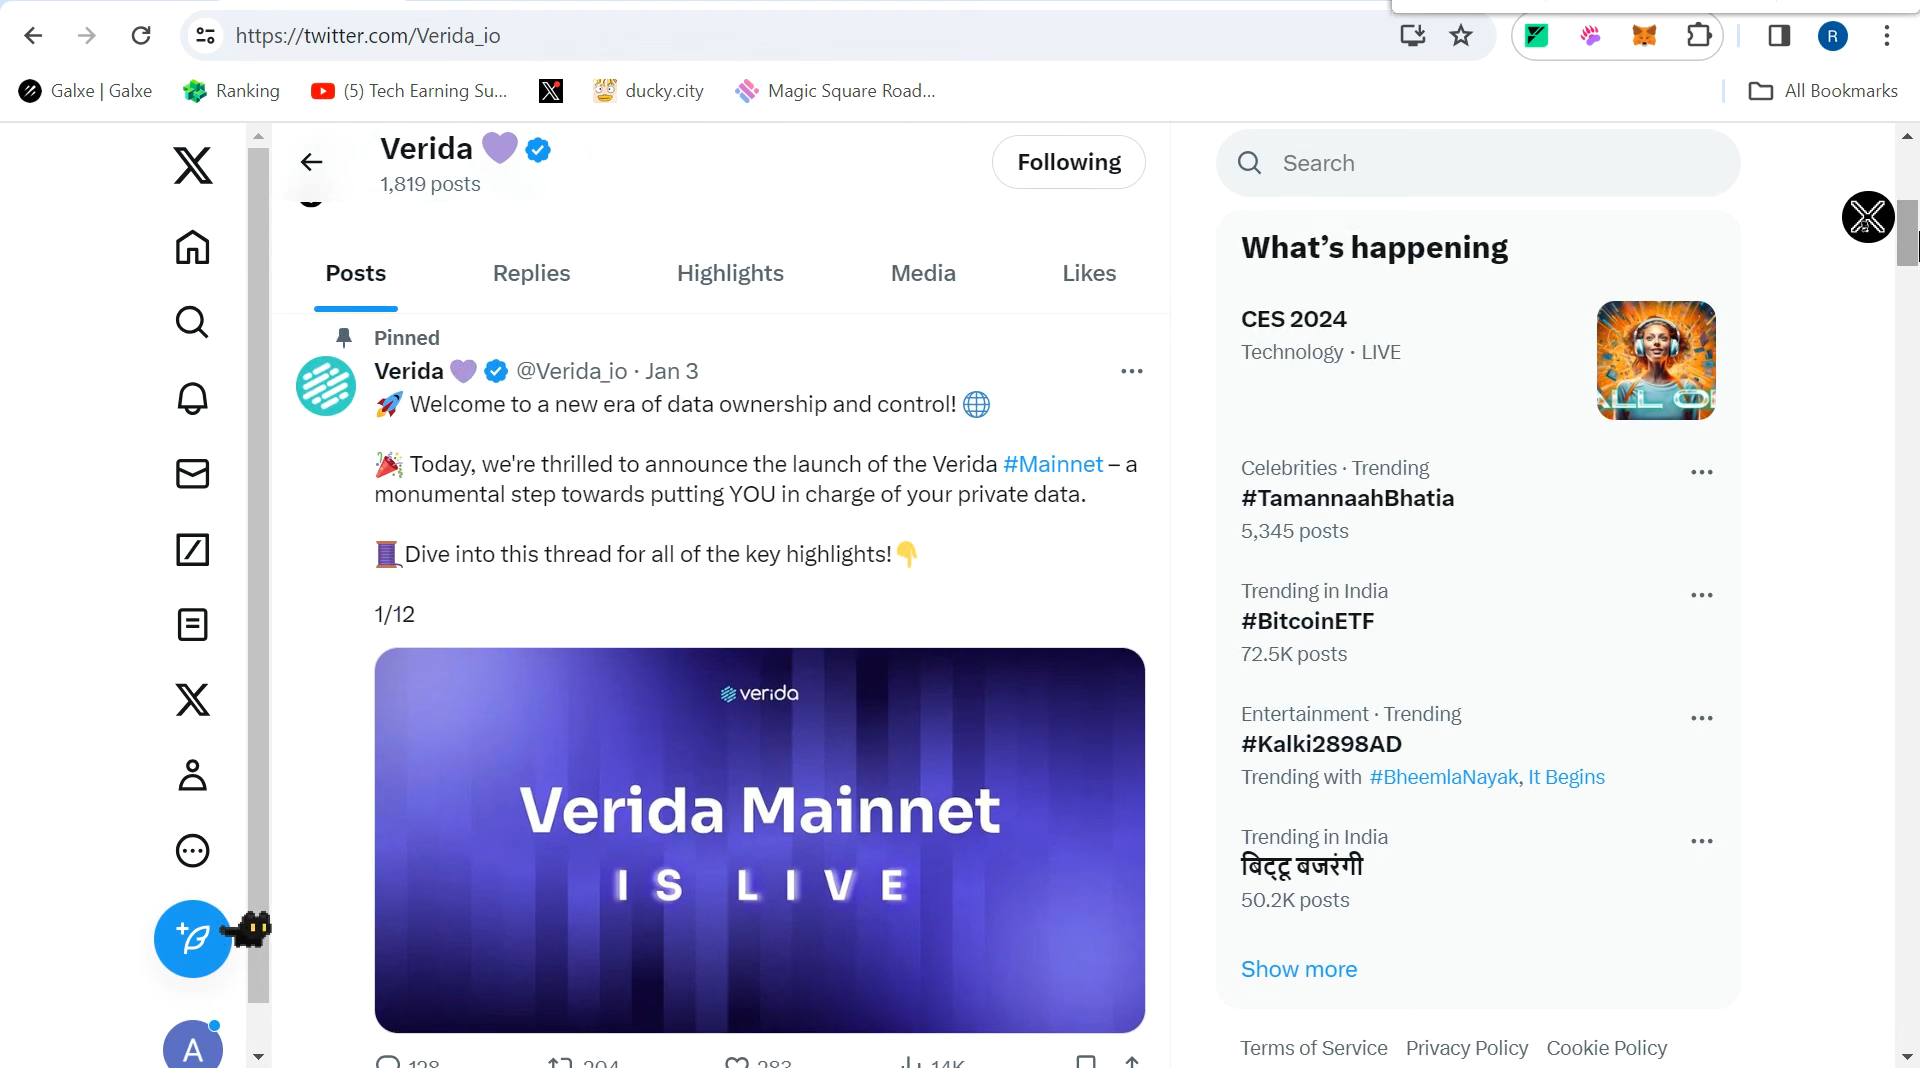 https://twitter.com/Verida_io
R
Galxe | Galxe
Ranking
(5) Tech Earning Su...
ducky.city
Magic Square Road...
All Bookmarks
Verida 💜
1,819 posts
Following
Search
Posts
Replies
Highlights
Media
Likes
Pinned
Verida 💜 @Verida_io · Jan 3
🚀 Welcome to a new era of data ownership and control! 🌐
🎉 Today, we're thrilled to announce the launch of the Verida #Mainnet – a
monumental step towards putting YOU in charge of your private data.
🧵 Dive into this thread for all of the key highlights!👇
1/12
verida
Verida Mainnet
IS LIVE
128
204
283
14K
What’s happening
CES 2024
Technology · LIVE
Celebrities · Trending
#TamannaahBhatia
5,345 posts
Trending in India
#BitcoinETF
72.5K posts
Entertainment · Trending
#Kalki2898AD
Trending with #BheemlaNayak, It Begins
Trending in India
बिट्टू बजरंगी
50.2K posts
Show more
Terms of Service
Privacy Policy
Cookie Policy
A